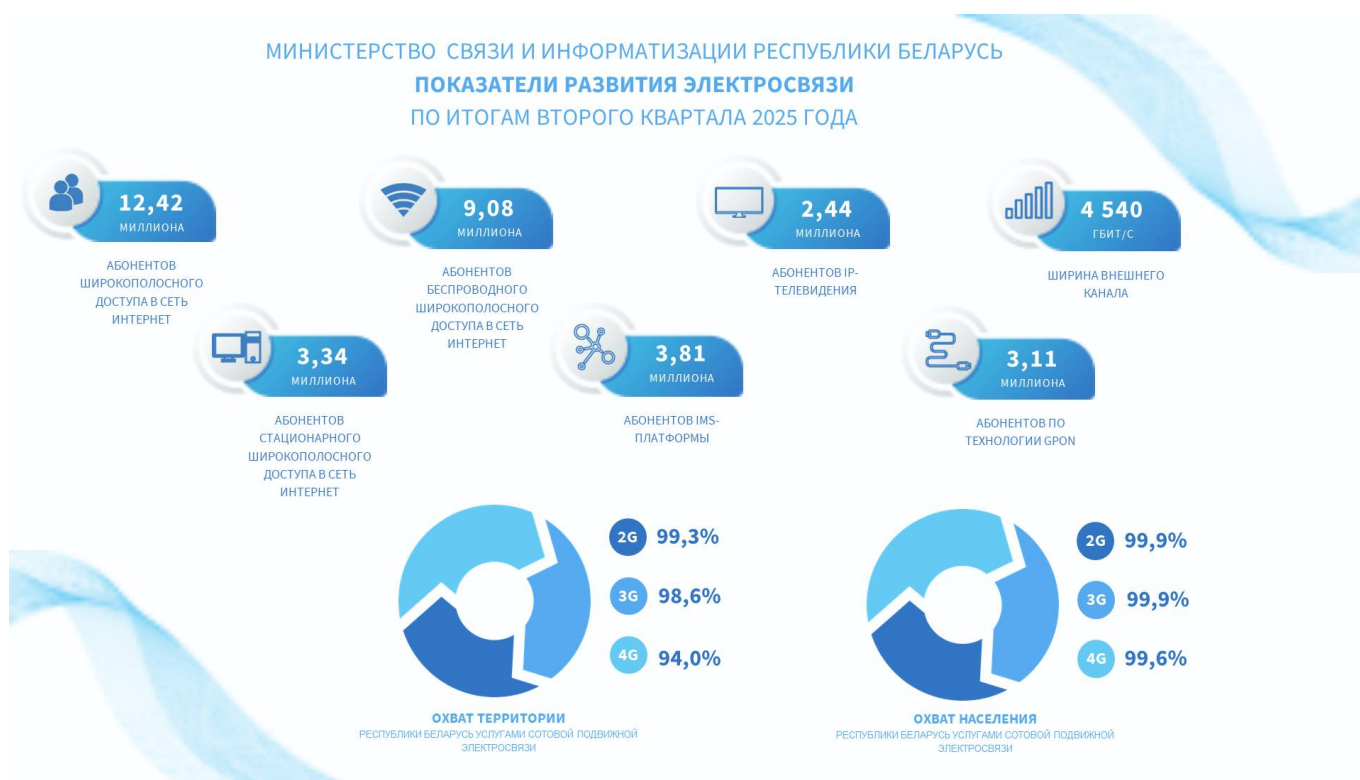 МИНИСТЕРСТВО СВЯЗИ И ИНФОРМАТИЗАЦИИ РЕСПУБЛИКИ БЕЛАРУСЬ
ПОКАЗАТЕЛИ РАЗВИТИЯ ЭЛЕКТРОСВЯЗИ
ПО ИТОГАМ ВТОРОГО КВАРТАЛА 2025 ГОДА
12,42
МИЛЛИОНА
АБОНЕНТОВ
ШИРОКОПОЛОСНОГО
ДОСТУПА В СЕТЬ
ИНТЕРНЕТ
9,08
МИЛЛИОНА
АБОНЕНТОВ
БЕСПРОВОДНОГО
ШИРОКОПОЛОСНОГО
ДОСТУПА В СЕТЬ
ИНТЕРНЕТ
2,44
МИЛЛИОНА
АБОНЕНТОВ IP-
ТЕЛЕВИДЕНИЯ
4 540
ГБИТ/С
ШИРИНА ВНЕШНЕГО
КАНАЛА
3,34
МИЛЛИОНА
АБОНЕНТОВ
СТАЦИОНАРНОГО
ШИРОКОПОЛОСНОГО
ДОСТУПА В СЕТЬ
ИНТЕРНЕТ
3,81
МИЛЛИОНА
АБОНЕНТОВ IMS-
ПЛАТФОРМЫ
3,11
МИЛЛИОНА
АБОНЕНТОВ ПО
ТЕХНОЛОГИИ GPON
2G 99,3%
3G 98,6%
4G 94,0%
ОХВАТ ТЕРРИТОРИИ
РЕСПУБЛИКИ БЕЛАРУСЬ УСЛУГАМИ СОТОВОЙ ПОДВИЖНОЙ
ЭЛЕКТРОСВЯЗИ
2G 99,9%
3G 99,9%
4G 99,6%
ОХВАТ НАСЕЛЕНИЯ
РЕСПУБЛИКИ БЕЛАРУСЬ УСЛУГАМИ СОТОВОЙ ПОДВИЖНОЙ
ЭЛЕКТРОСВЯЗИ